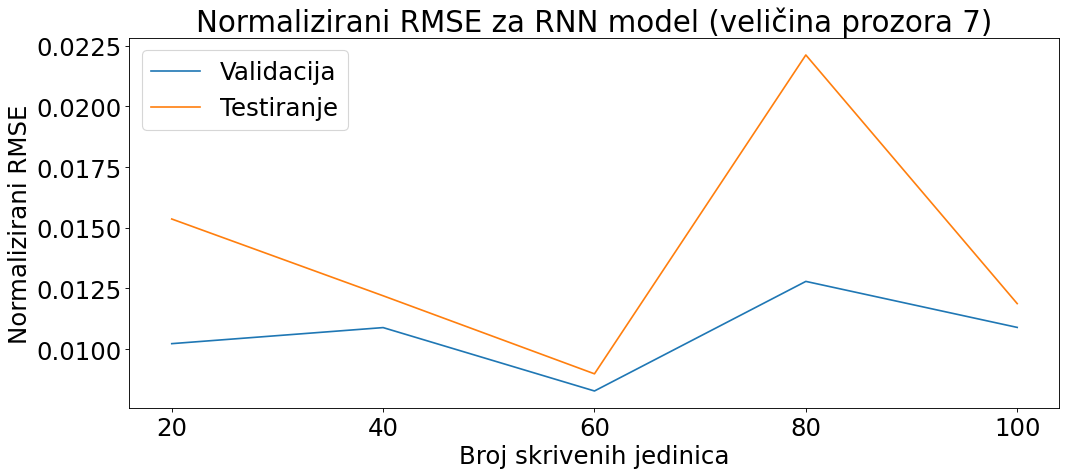 Normalizirani RMSE za RNN model (veličina prozora 7)
Validacija
Testiranje
Normalizirani RMSE
0.0225
0.0200
0.0175
0.0150
0.0125
0.0100
20 40 60 80 100
Broj skrivenih jedinica